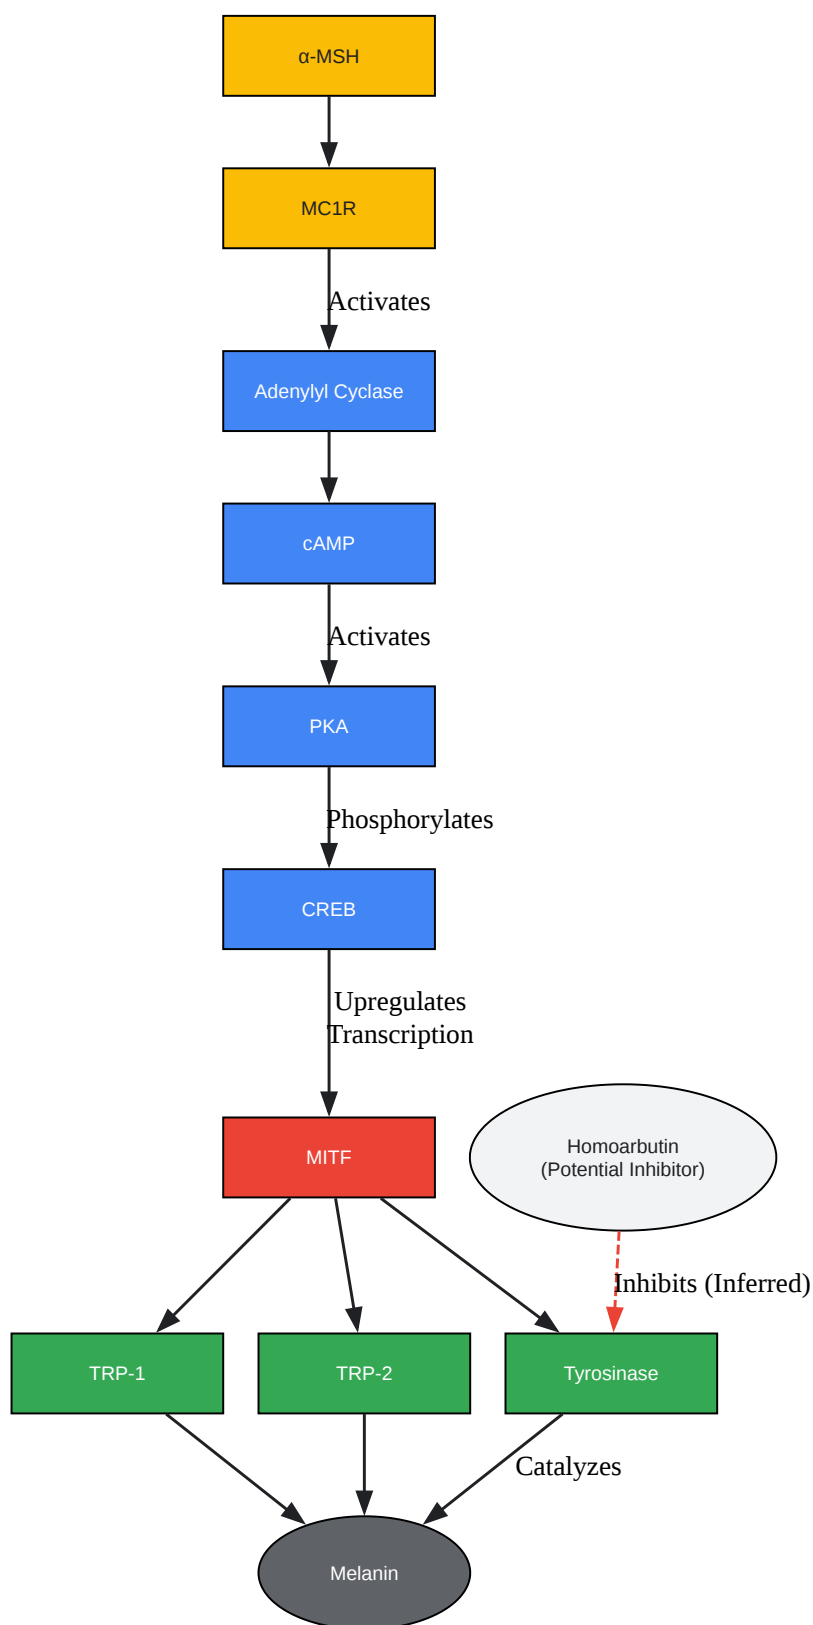 α-MSH
MC1R
Activates
Adenylyl Cyclase
cAMP
Activates
PKA
Phosphorylates
CREB
Upregulates
Transcription
MITF
Homoarbutin
(Potential Inhibitor)
Inhibits (Inferred)
TRP-1
TRP-2
Tyrosinase
Catalyzes
Melanin